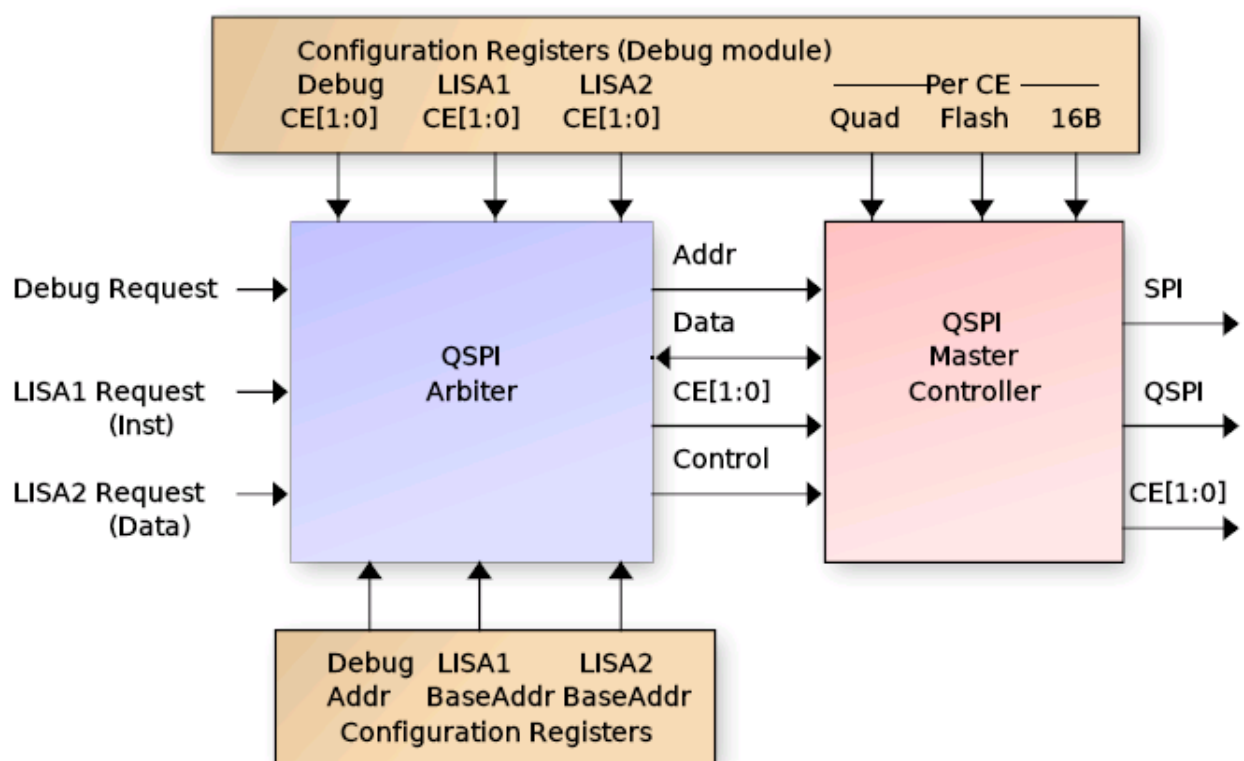 Configuration Registers (Debug module)
Debug LISA1 LISA2 Per CE
CE[1:0] CE[1:0] CE[1:0] Quad Flash 16B
Debug Request
LISA1 Request
(Inst)
LISA2 Request
(Data)
QSPI
Arbiter
Addr
Data
CE[1:0]
Control
QSPI
Master
Controller
SPI
QSPI
CE[1:0]
Debug LISA1 LISA2
Addr BaseAddr BaseAddr
Configuration Registers